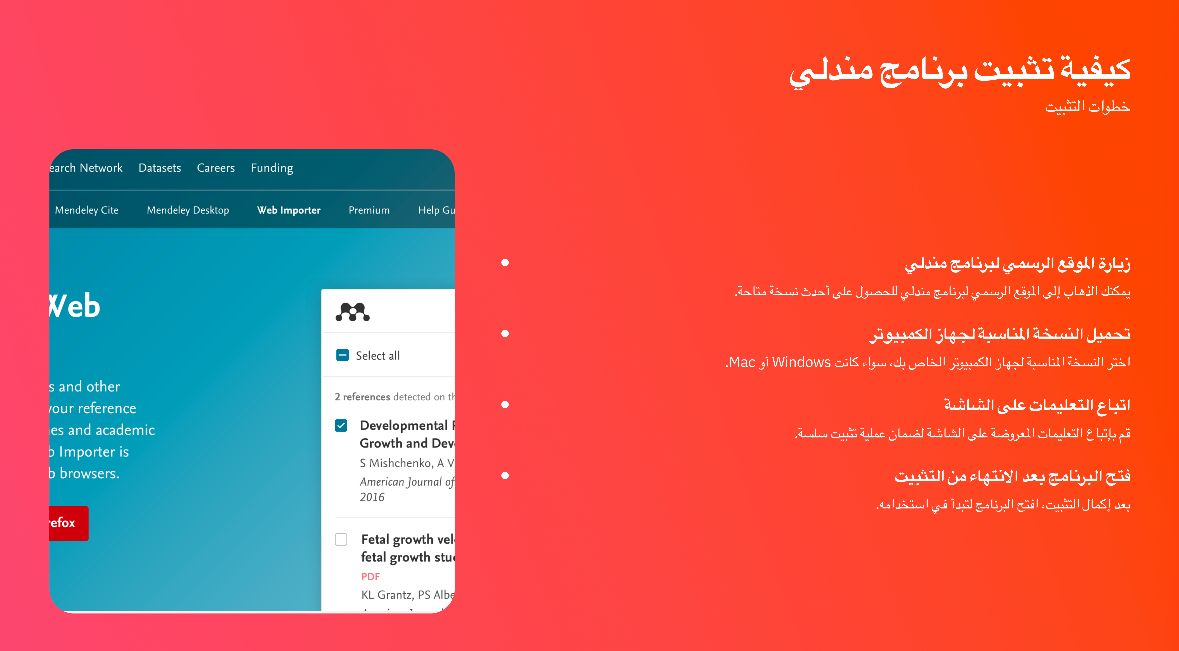 كيفية تثبيت برنامج مندلي
خطوات التثبيت
زيارة الموقع الرسمي لبرنامج مندلي
يمكنك الذهاب إلى الموقع الرسمي لبرنامج مندلي للحصول على أحدث نسخة متاحة.
تحميل النسخة المناسبة لجهاز الكمبيوتر
اختر النسخة المناسبة لجهاز الكمبيوتر الخاص بك، سواء كانت Windows أو Mac.
اتباع التعليمات على الشاشة
قم بإتباع التعليمات المعروضة على الشاشة لضمان عملية تثبيت سلسة.
فتح البرنامج بعد الانتهاء من التثبيت
بعد إكمال التثبيت، افتح البرنامج لتبدأ في استخدامه.
earch Network Datasets Careers Funding
Mendeley Cite Mendeley Desktop Web Importer Premium Help Gu
Web
s and other
your reference
nes and academic
b Importer is
b browsers.
refox
Select all
2 references detected on th
Developmental
Growth and Dev
S Mishchenko, A V
American Journal of
2016
Fetal growth velo
fetal growth stu
PDF
KL Grantz, PS Albe